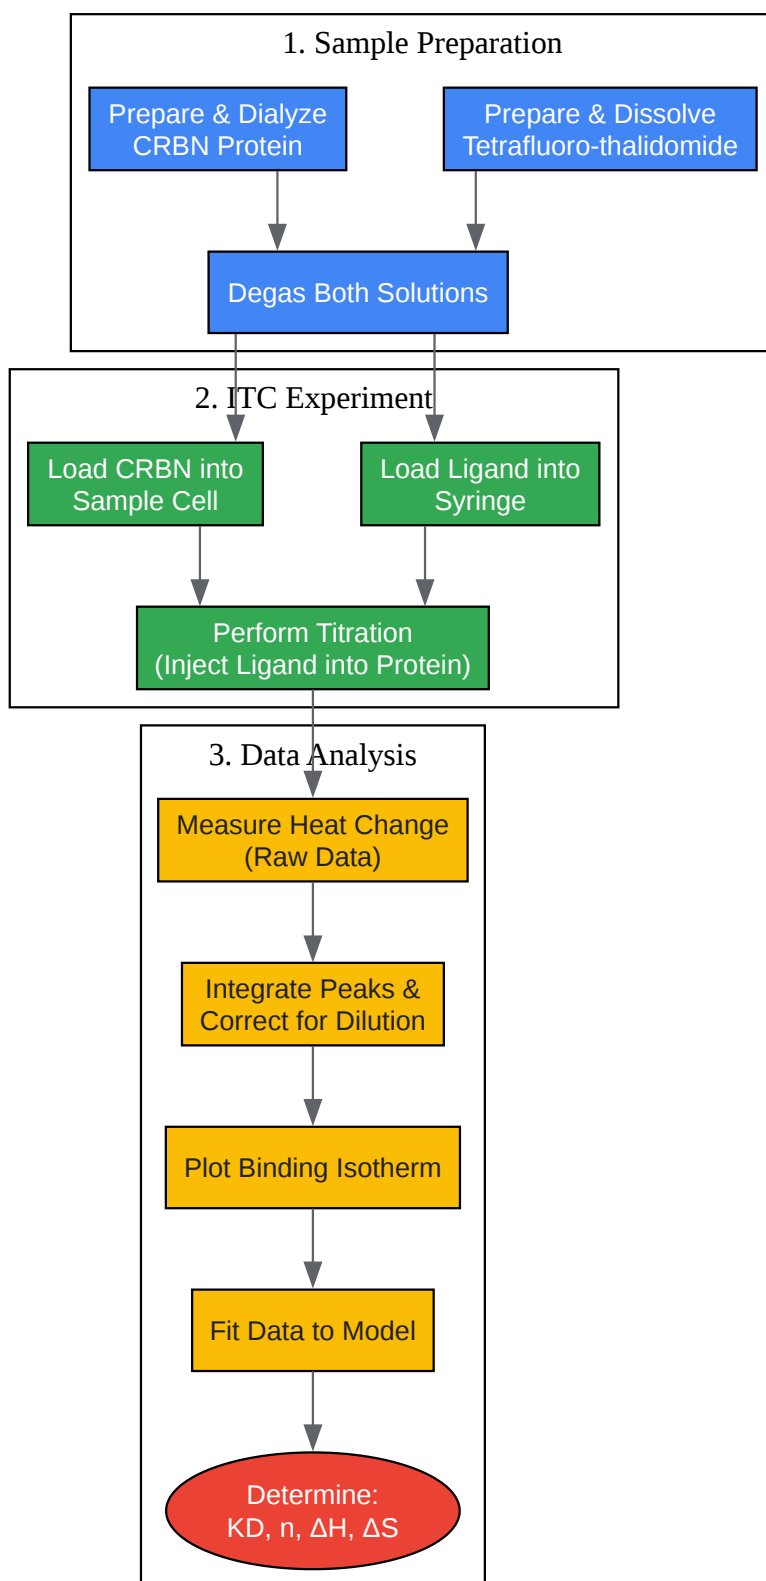 1. Sample Preparation
Prepare & Dialyze
CRBN Protein
Prepare & Dissolve
Tetrafluoro-thalidomide
Degas Both Solutions
2. ITC Experiment
Load CRBN into
Sample Cell
Load Ligand into
Syringe
Perform Titration
(Inject Ligand into Protein)
3. Data Analysis
Measure Heat Change
(Raw Data)
Integrate Peaks &
Correct for Dilution
Plot Binding Isotherm
Fit Data to Model
Determine:
KD, n, ΔH, ΔS